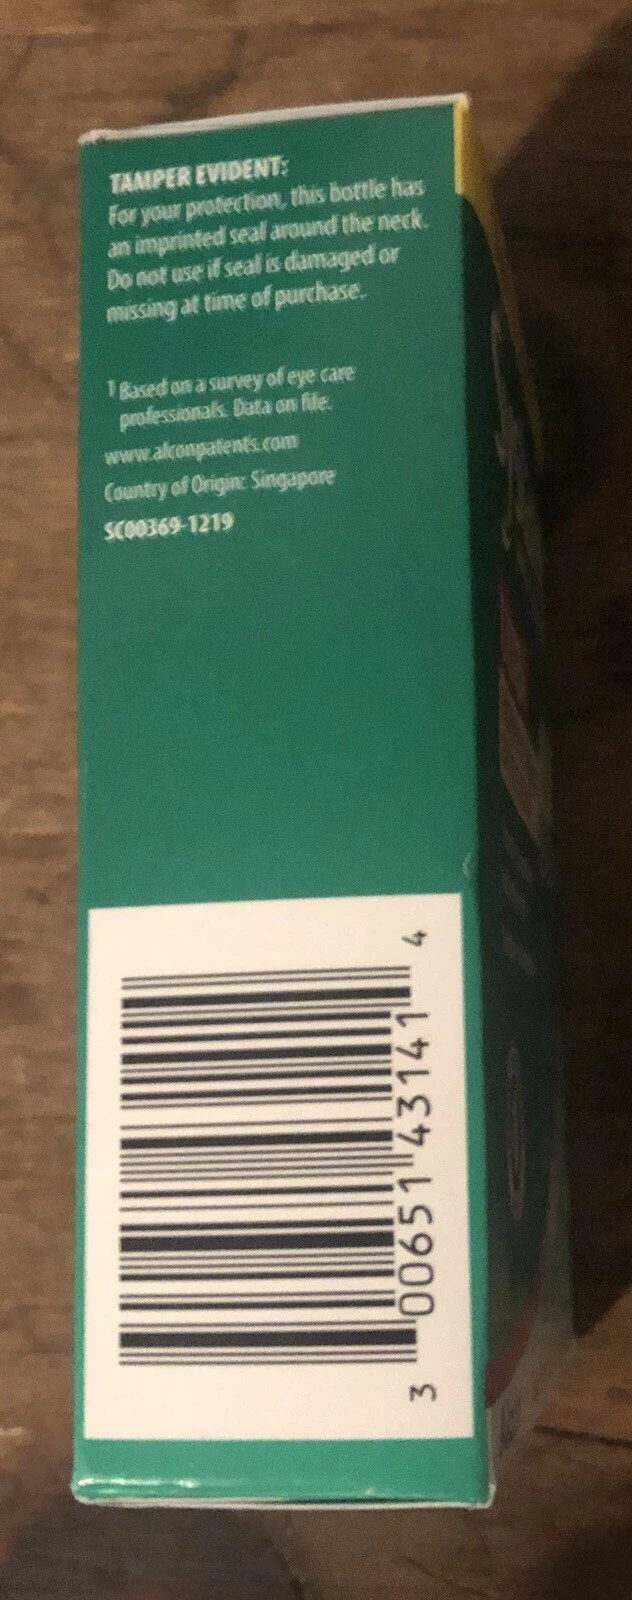 TAMPER EVIDENT:
For your protection, this bottle has
an imprinted seal around the neck.
Do not use if seal is damaged or
missing at time of purchase.
1 Based on a survey of eye care
professionals. Data on file.
www.alconpatents.com
Country of Origin: Singapore
SC00369-1219
3 00651 43141 4